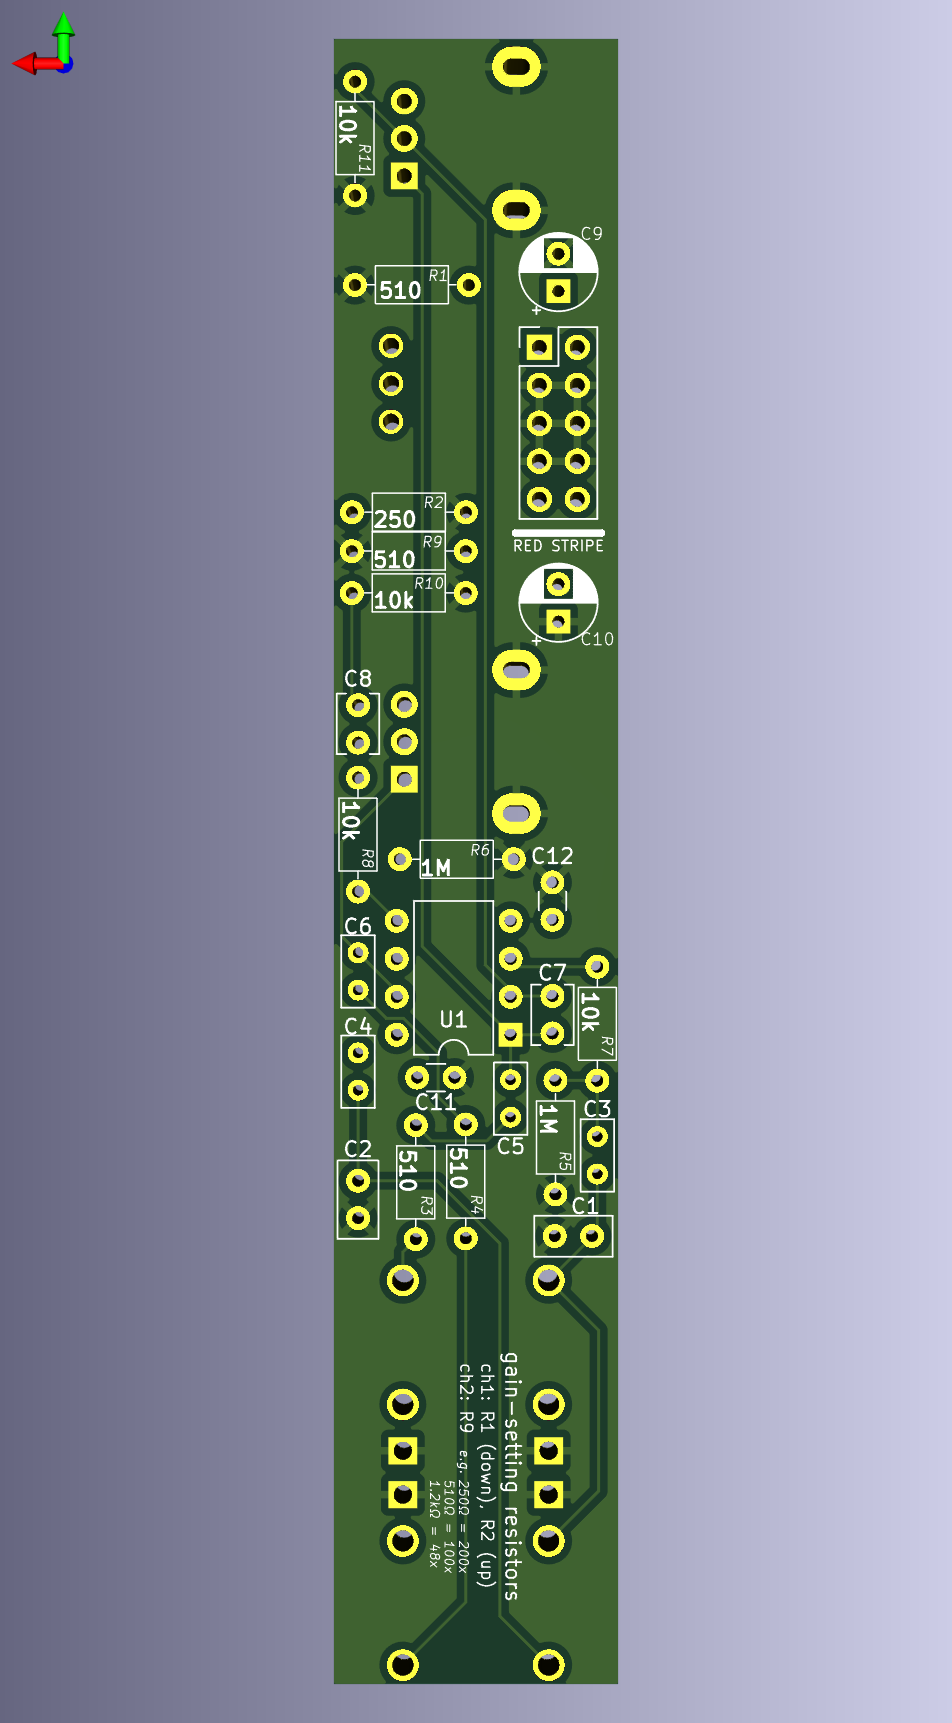 10k
R11
C9
+
R1
510
R2
250
R9
510
R10
10k
RED STRIPE
+
C10
C8
10k
R8
R6
1M
C12
C6
C7
10k
R7
U1
C4
C11
C5
1M
R5
C3
C2
510
R3
510
R4
C1
gain-setting resistors
ch1: R1 (down), R2 (up)
ch2: R9
e.g. 250Ω = 200x
510Ω = 100x
1.2kΩ = 48x